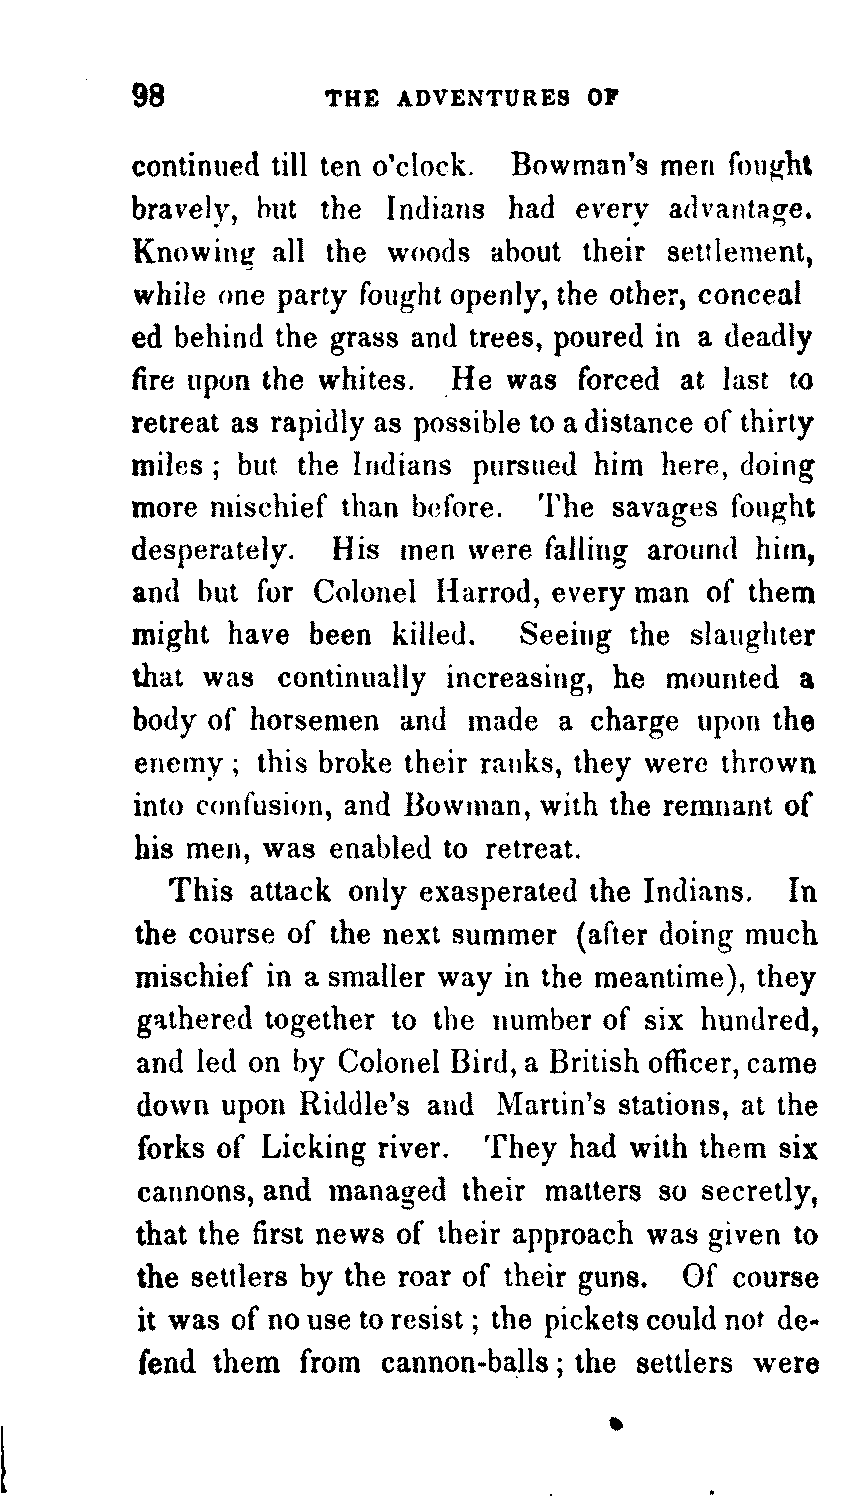 98 THE ADVENTURES OF
continued till ten o'clock. Bowman's men fought
bravely, but the Indians had every advantage.
Knowing all the woods about their settlement,
while one party fought openly, the other, conceal
ed behind the grass and trees, poured in a deadly
fire upon the whites. He was forced at last to
retreat as rapidly as possible to a distance of thirty
miles ; but the Indians pursued him here, doing
more mischief than before. The savages fought
desperately. His men were falling around him,
and but for Colonel Harrod, every man of them
might have been killed. Seeing the slaughter
that was continually increasing, he mounted a
body of horsemen and made a charge upon the
enemy ; this broke their ranks, they were thrown
into confusion, and Bowman, with the remnant of
his men, was enabled to retreat.
This attack only exasperated the Indians. In
the course of the next summer (after doing much
mischief in a smaller way in the meantime), they
gathered together to the number of six hundred,
and led on by Colonel Bird, a British officer, came
down upon Riddle's and Martin's stations, at the
forks of Licking river. They had with them six
cannons, and managed their matters so secretly,
that the first news of their approach was given to
the settlers by the roar of their guns. Of course
it was of no use to resist ; the pickets could not de-
fend them from cannon-balls ; the settlers were